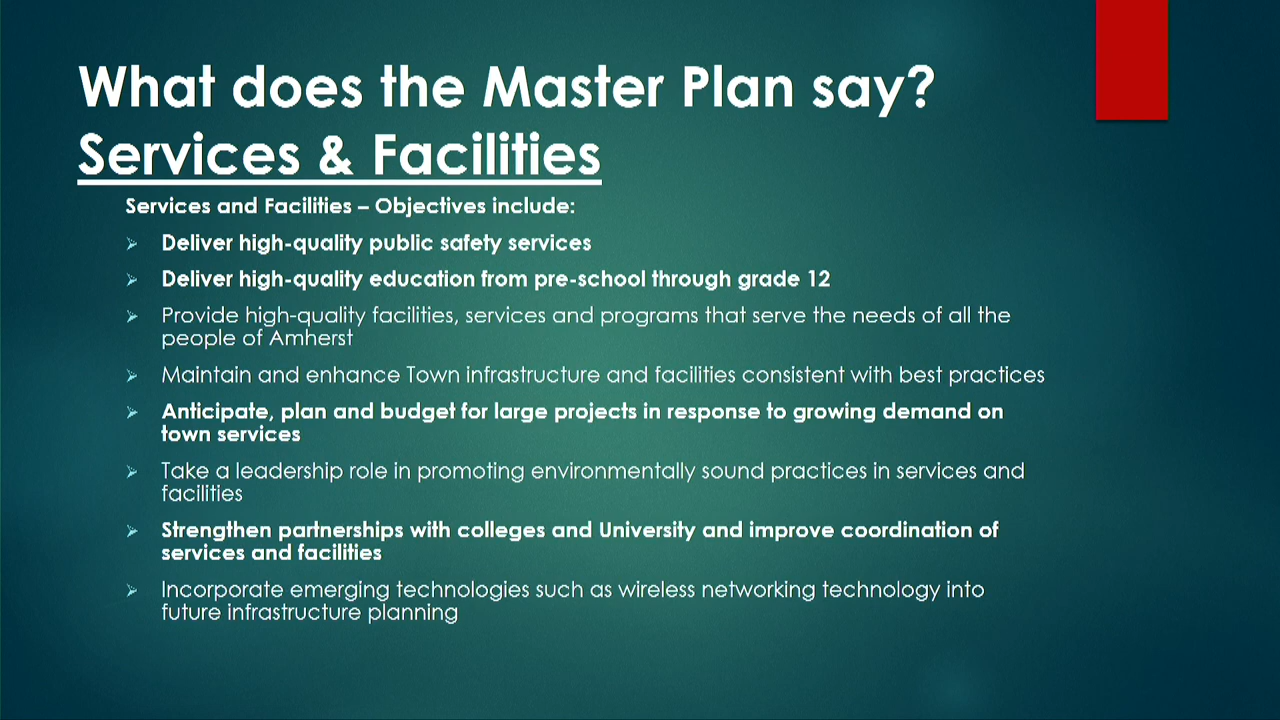 What does the Master Plan say?
Services & Facilities
Services and Facilities – Objectives include:
Deliver high-quality public safety services
Deliver high-quality education from pre-school through grade 12
Provide high-quality facilities, services and programs that serve the needs of all the
people of Amherst
Maintain and enhance Town infrastructure and facilities consistent with best practices
Anticipate, plan and budget for large projects in response to growing demand on
town services
Take a leadership role in promoting environmentally sound practices in services and
facilities
Strengthen partnerships with colleges and University and improve coordination of
services and facilities
Incorporate emerging technologies such as wireless networking technology into
future infrastructure planning